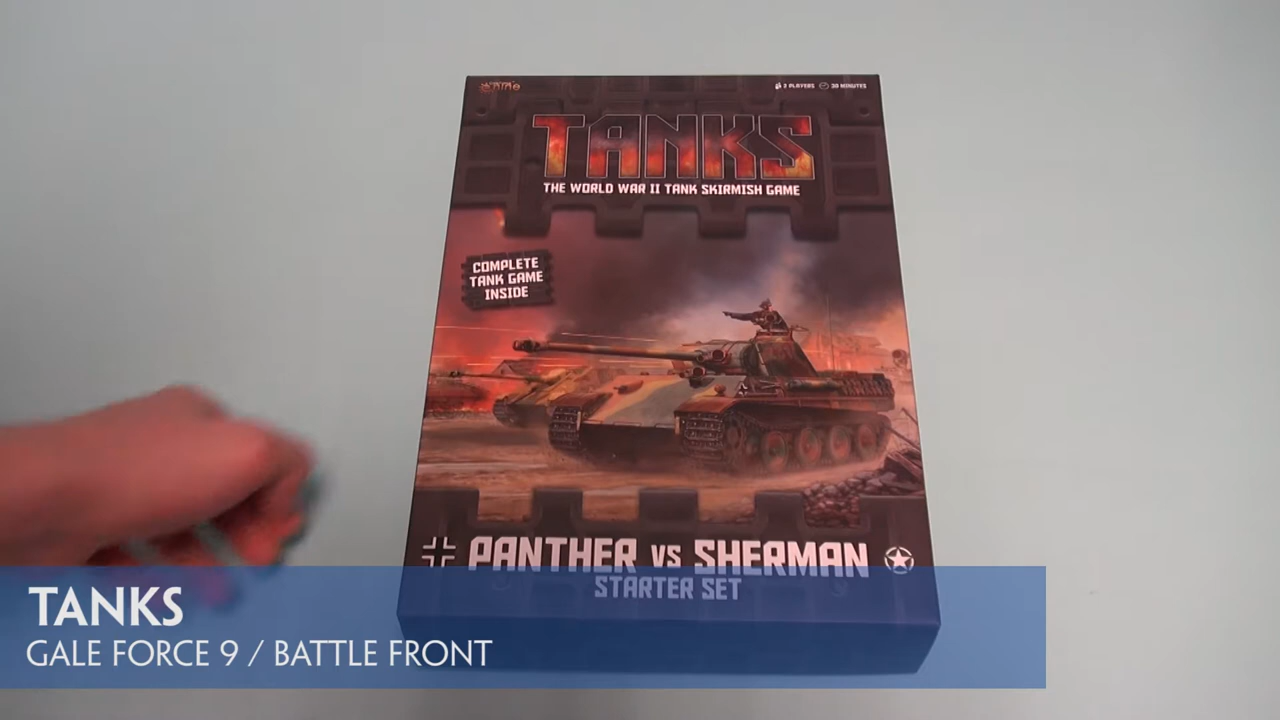 2 PLAYERS 30 MINUTES
TANKS
THE WORLD WAR II TANK SKIRMISH GAME
COMPLETE
TANK GAME
INSIDE
PANTHER VS SHERMAN
STARTER SET
TANKS
GALE FORCE 9 / BATTLE FRONT